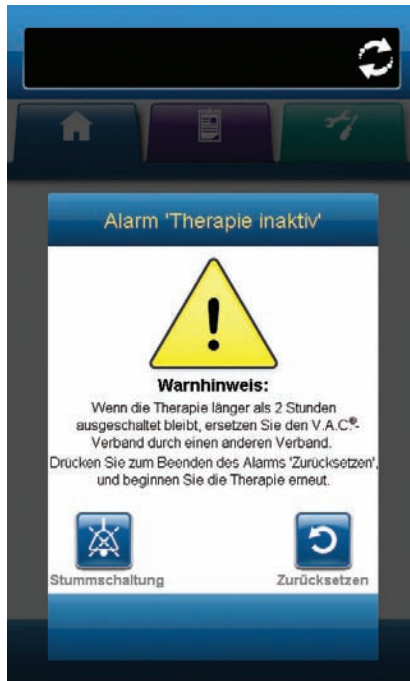 Alarm 'Therapie inaktiv'
!
Warnhinweis:
Wenn die Therapie länger als 2 Stunden
ausgeschaltet bleibt, ersetzen Sie den V.A.C.®-
Verband durch einen anderen Verband.
Drücken Sie zum Beenden des Alarms 'Zurücksetzen',
und beginnen Sie die Therapie erneut.
Stummschaltung
Zurücksetzen